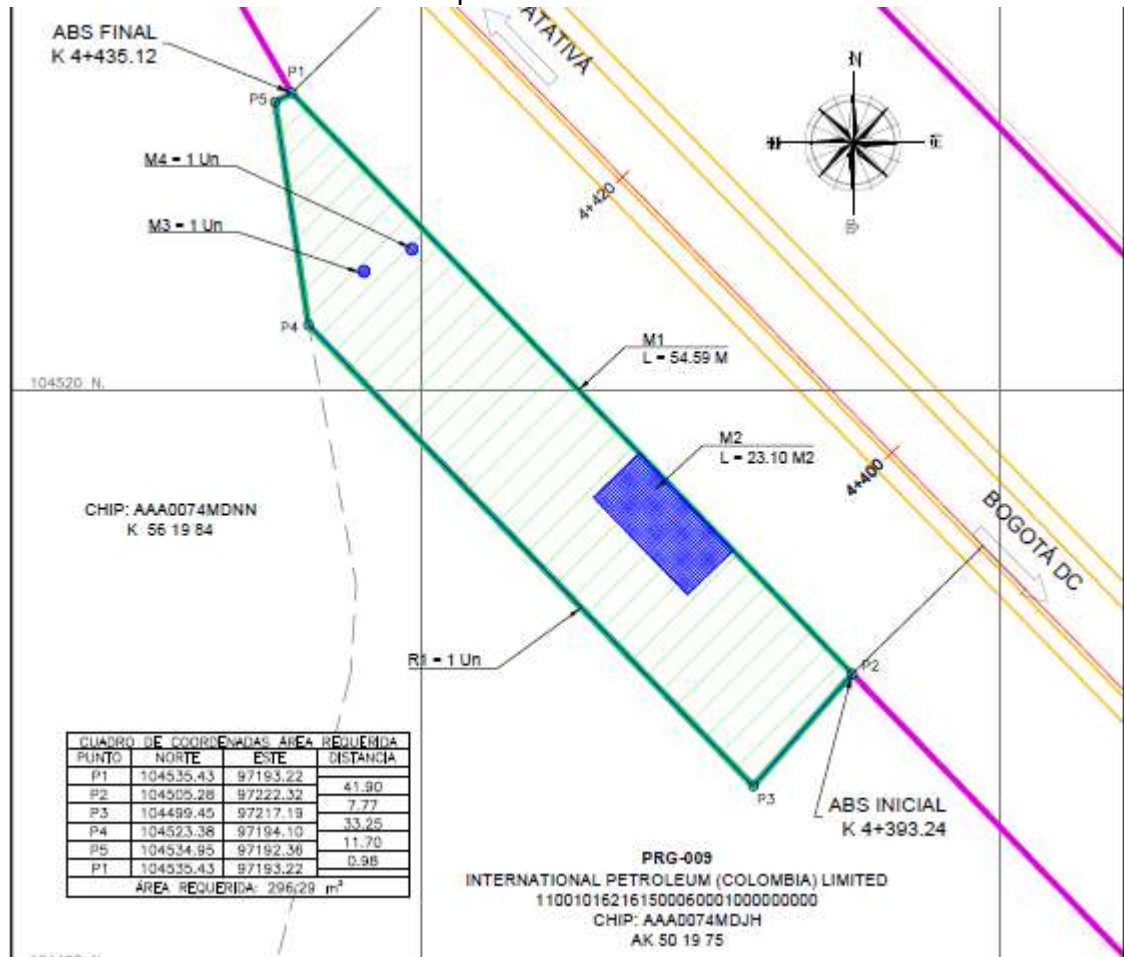 ABS FINAL
K 4+435.12
P1
P5
ATATIVÁ
N
E
M4 = 1 Un
M3 = 1 Un
4+420
P4
M1
L = 54.59 M
104520 N.
M2
L = 23.10 M2
4+400
CHIP: AAA0074MDNN
K 56 19 84
BOGOTÁ DC
R1 = 1 Un
P2
P3
ABS INICIAL
K 4+393.24
CUADRO DE COORDENADAS ÁREA REQUERIDA
PUNTO NORTE ESTE DISTANCIA
P1 104535.43 97193.22
41.90
P2 104505.28 97222.32
7.77
P3 104499.45 97217.19
33.25
P4 104523.38 97194.10
11.70
P5 104534.95 97192.36
0.98
P1 104535.43 97193.22
ÁREA REQUERIDA: 296,29 m²
PRG-009
INTERNATIONAL PETROLEUM (COLOMBIA) LIMITED
110010162161500060001000000000
CHIP: AAA0074MDJH
AK 50 19 75